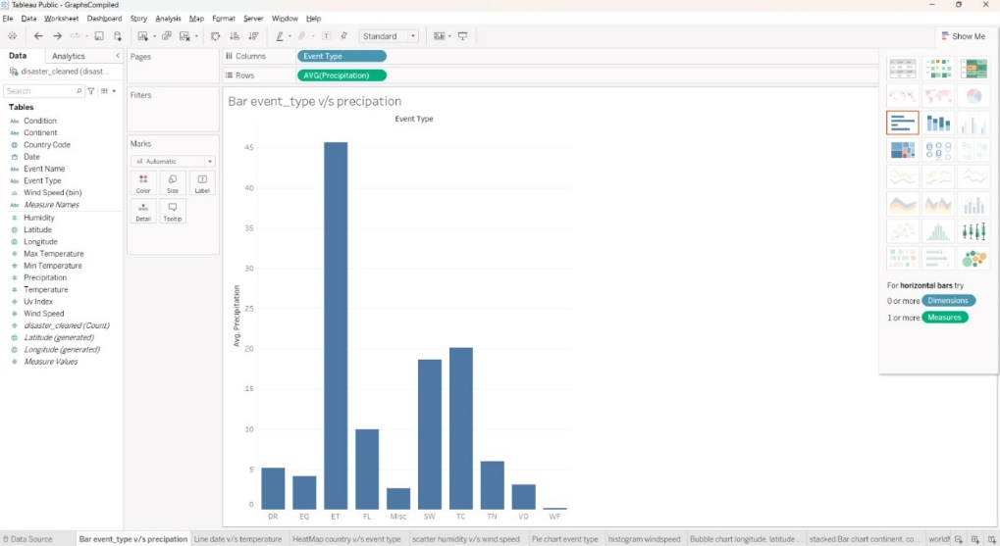 Tableau Public - GraphsCompiled
File Data Worksheet Dashboard Story Analysis Map Format Server Window Help
Standard
Show Me
Data Analytics
disaster_cleaned (disast...
Search
Tables
Abc Condition
Abc Continent
Country Code
Date
Abc Event Name
Abc Event Type
Wind Speed (bin)
Abc Measure Names
Humidity
Latitude
Longitude
Max Temperature
Min Temperature
Precipitation
Temperature
Uv Index
Wind Speed
disaster_cleaned (Count)
Latitude (generated)
Longitude (generated)
Measure Values
Pages
Filters
Marks
Automatic
Color Size Label
Detail Tooltip
Columns Event Type
Rows AVG(Precipitation)
Bar event_type v/s precipation
Event Type
Avg. Precipitation
45
40
35
30
25
20
15
10
5
0
DR EQ ET FL Misc SW TC TN VO WF
For horizontal bars try
0 or more Dimensions
1 or more Measures
Data Source Bar event_type v/s precipitation Line date v/s temperature HeatMap country v/s event type scatter humidity v/s wind speed Pie chart event type histogram windspeed Bubble chart longitude, latitude ... stacked Bar chart continent, co...